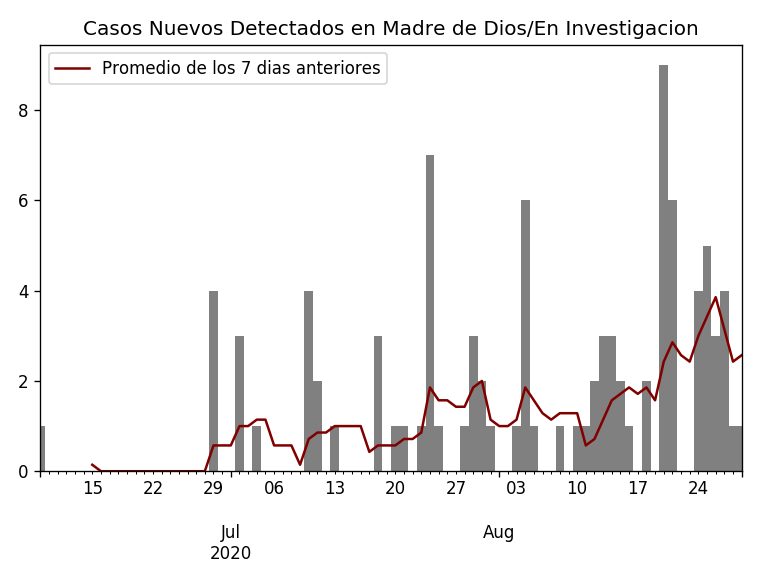 Casos Nuevos Detectados en Madre de Dios/En Investigacion
Promedio de los 7 dias anteriores
8
6
4
2
0
15 22 29 06 13 20 27 03 10 17 24
Jul Aug
2020